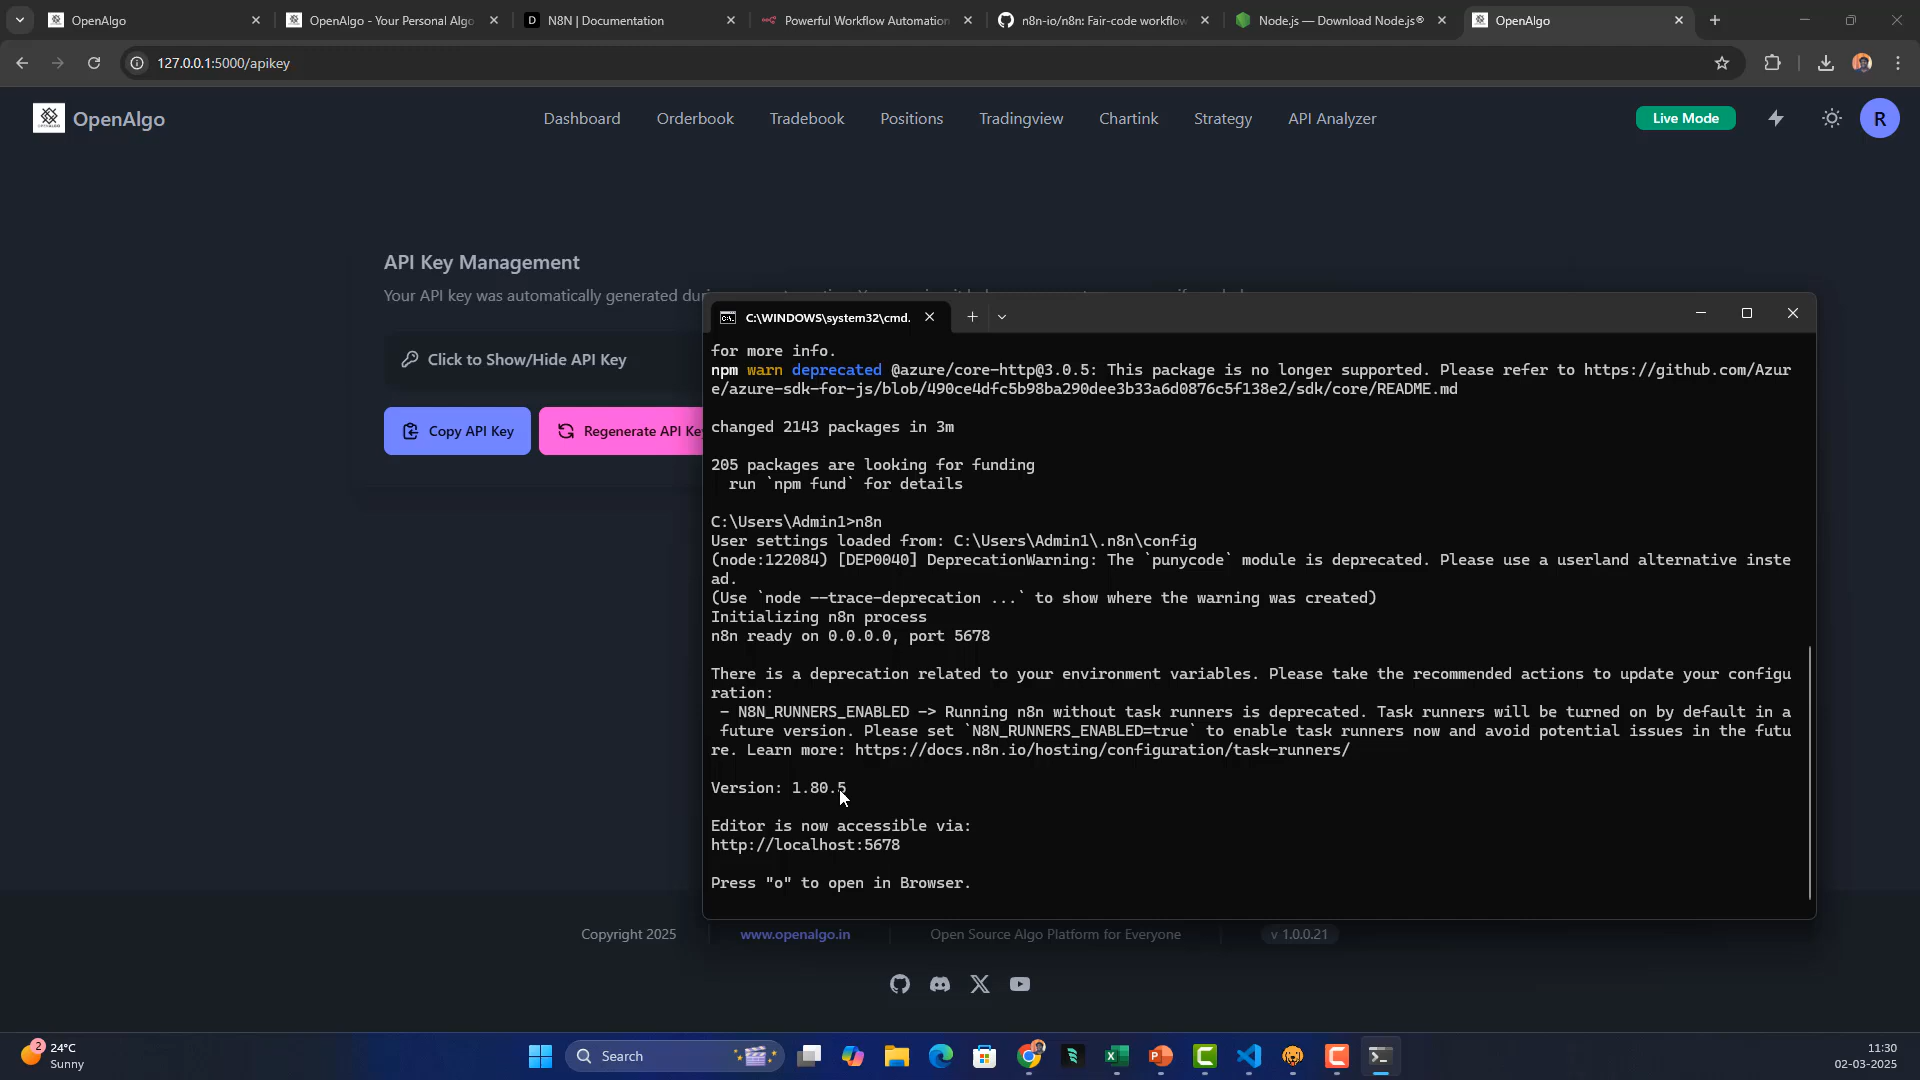 OpenAlgo
OpenAlgo - Your Personal Algo
N8N | Documentation
Powerful Workflow Automation
n8n-io/n8n: Fair-code workflow
Node.js — Download Node.js®
OpenAlgo
127.0.0.1:5000/apikey
OpenAlgo
Dashboard
Orderbook
Tradebook
Positions
Tradingview
Chartink
Strategy
API Analyzer
Live Mode
R
API Key Management
Your API key was automatically generated
Click to Show/Hide API Key
Copy API Key
Regenerate API Key
C:\WINDOWS\system32\cmd.
for more info.
npm warn deprecated @azure/core-http@3.0.5: This package is no longer supported. Please refer to https://github.com/Azur
e/azure-sdk-for-js/blob/490ce4dfc5b98ba290dee3b33a6d0876c5f138e2/sdk/core/README.md
changed 2143 packages in 3m
205 packages are looking for funding
run `npm fund` for details
C:\Users\Admin1>n8n
User settings loaded from: C:\Users\Admin1\.n8n\config
(node:122084) [DEP0040] DeprecationWarning: The `punycode` module is deprecated. Please use a userland alternative inste
ad.
(Use `node --trace-deprecation ...` to show where the warning was created)
Initializing n8n process
n8n ready on 0.0.0.0, port 5678
There is a deprecation related to your environment variables. Please take the recommended actions to update your configu
ration:
- N8N_RUNNERS_ENABLED -> Running n8n without task runners is deprecated. Task runners will be turned on by default in a
future version. Please set `N8N_RUNNERS_ENABLED=true` to enable task runners now and avoid potential issues in the futu
re. Learn more: https://docs.n8n.io/hosting/configuration/task-runners/
Version: 1.80.5
Editor is now accessible via:
http://localhost:5678
Press "o" to open in Browser.
Copyright 2025
www.openalgo.in
Open Source Algo Platform for Everyone
v 1.0.0.21
2
24°C
Sunny
Search
11:30
02-03-2025